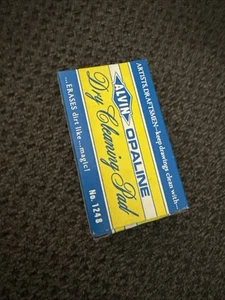 ARTISTS, DRAFTSMEN—keep drawings clean with...
ALVIN OPALINE
Dry Cleaning Pad
...ERASES dirt like...magic!
No. 1248